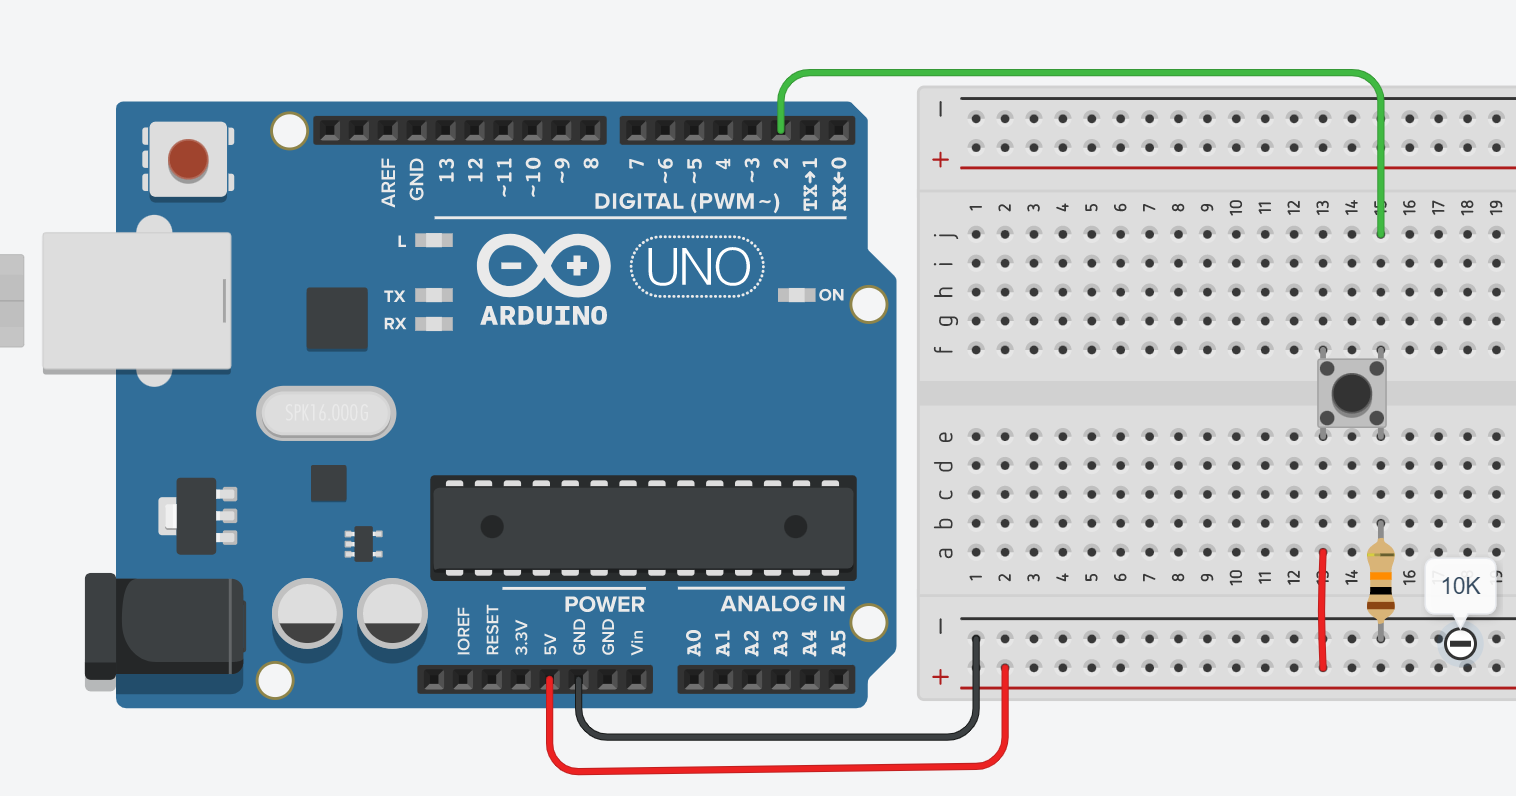 AREF GND 13 12 ~11 ~10 ~9 8 7 ~6 ~5 4 ~3 2 TX→1 RX←0
DIGITAL (PWM~)
L
TX
RX
ARDUINO
UNO
ON
SPK16.000G
POWER
ANALOG IN
IOREF RESET 3.3V 5V GND GND Vin A0 A1 A2 A3 A4 A5
−
+
1 2 3 4 5 6 7 8 9 10 11 12 13 14 15 16 17 18 19
j
i
h
g
f
e
d
c
b
a
1 2 3 4 5 6 7 8 9 10 11 12 13 14 16 19
10K
−
+